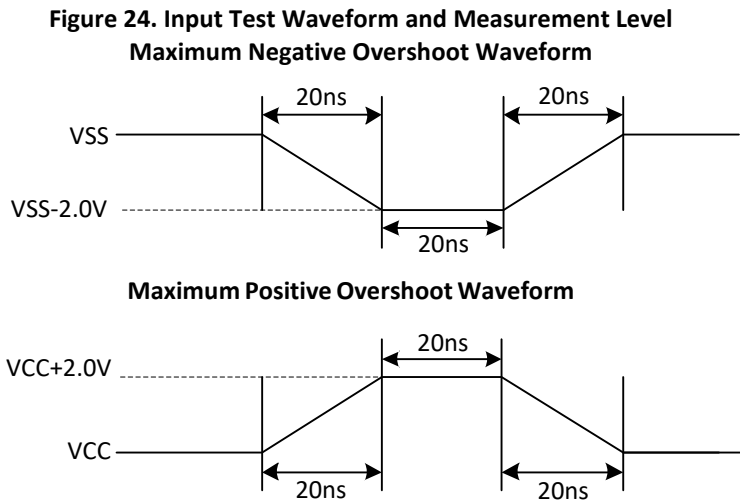 Figure 24. Input Test Waveform and Measurement Level
Maximum Negative Overshoot Waveform
20ns
20ns
VSS
VSS-2.0V
20ns
Maximum Positive Overshoot Waveform
20ns
VCC+2.0V
VCC
20ns
20ns